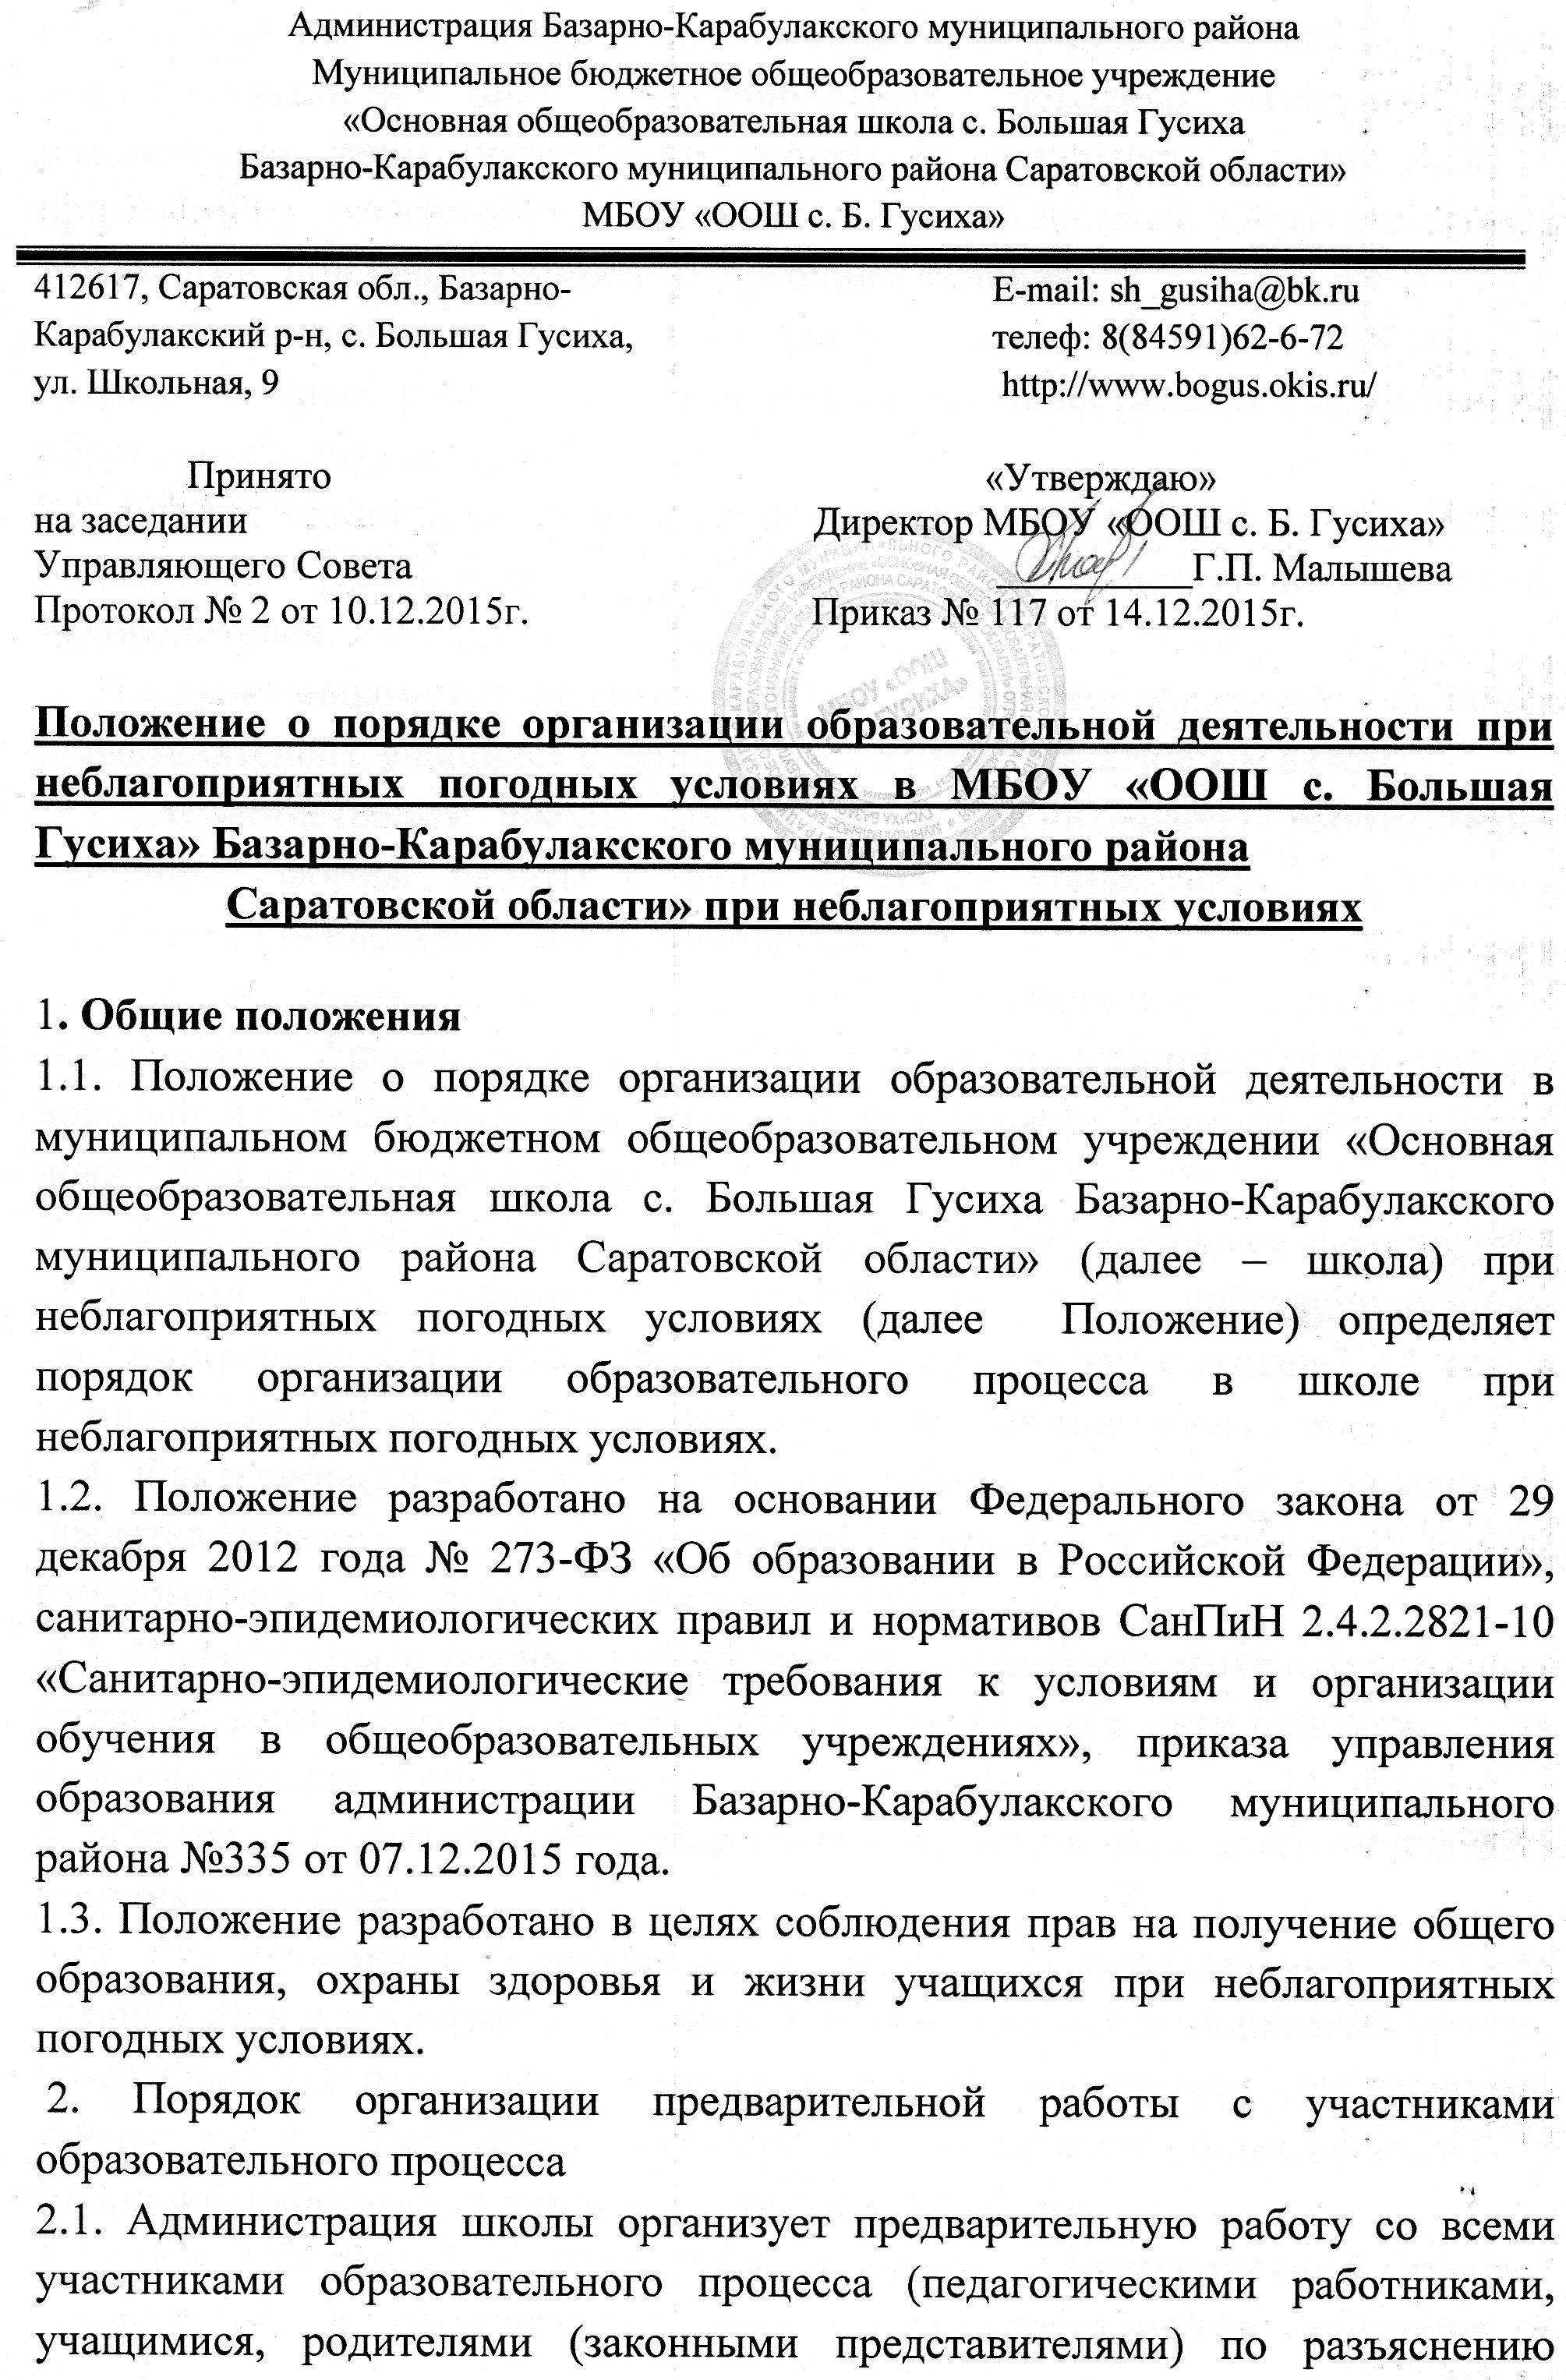 Администрация Базарно-Карабулакского муниципального района
Муниципальное бюджетное общеобразовательное учреждение
«Основная общеобразовательная школа с. Большая Гусиха
Базарно-Карабулакского муниципального района Саратовской области»
МБОУ «ООШ с. Б. Гусиха»
412617, Саратовская обл., Базарно-
Карабулакский р-н, с. Большая Гусиха,
ул. Школьная, 9
E-mail: sh_gusiha@bk.ru
телеф: 8(84591)62-6-72
http://www.bogus.okis.ru/
Принято
на заседании
Управляющего Совета
Протокол № 2 от 10.12.2015г.
«Утверждаю»
Директор МБОУ «ООШ с. Б. Гусиха»
__________Г.П. Малышева
Приказ № 117 от 14.12.2015г.
МБОУ «ООШ
ГУСИХА»
Положение о порядке организации образовательной деятельности при
неблагоприятных погодных условиях в МБОУ «ООШ с. Большая
Гусиха» Базарно-Карабулакского муниципального района
Саратовской области» при неблагоприятных условиях
1. Общие положения
1.1. Положение о порядке организации образовательной деятельности в
муниципальном бюджетном общеобразовательном учреждении «Основная
общеобразовательная школа с. Большая Гусиха Базарно-Карабулакского
муниципального района Саратовской области» (далее – школа) при
неблагоприятных погодных условиях (далее Положение) определяет
порядок организации образовательного процесса в школе при
неблагоприятных погодных условиях.
1.2. Положение разработано на основании Федерального закона от 29
декабря 2012 года № 273-ФЗ «Об образовании в Российской Федерации»,
санитарно-эпидемиологических правил и нормативов СанПиН 2.4.2.2821-10
«Санитарно-эпидемиологические требования к условиям и организации
обучения в общеобразовательных учреждениях», приказа управления
образования администрации Базарно-Карабулакского муниципального
района №335 от 07.12.2015 года.
1.3. Положение разработано в целях соблюдения прав на получение общего
образования, охраны здоровья и жизни учащихся при неблагоприятных
погодных условиях.
2. Порядок организации предварительной работы с участниками
образовательного процесса
2.1. Администрация школы организует предварительную работу со всеми
участниками образовательного процесса (педагогическими работниками,
учащимися, родителями (законными представителями) по разъяснению